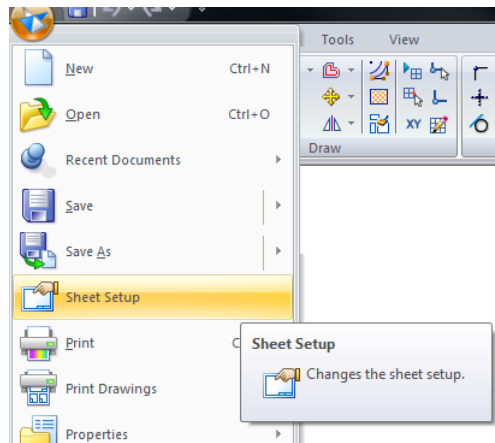 Tools View
New Ctrl+N
Open Ctrl+O
Recent Documents
Save
Save As
Sheet Setup
Print C
Print Drawings
Properties
Draw
XY
Sheet Setup
Changes the sheet setup.